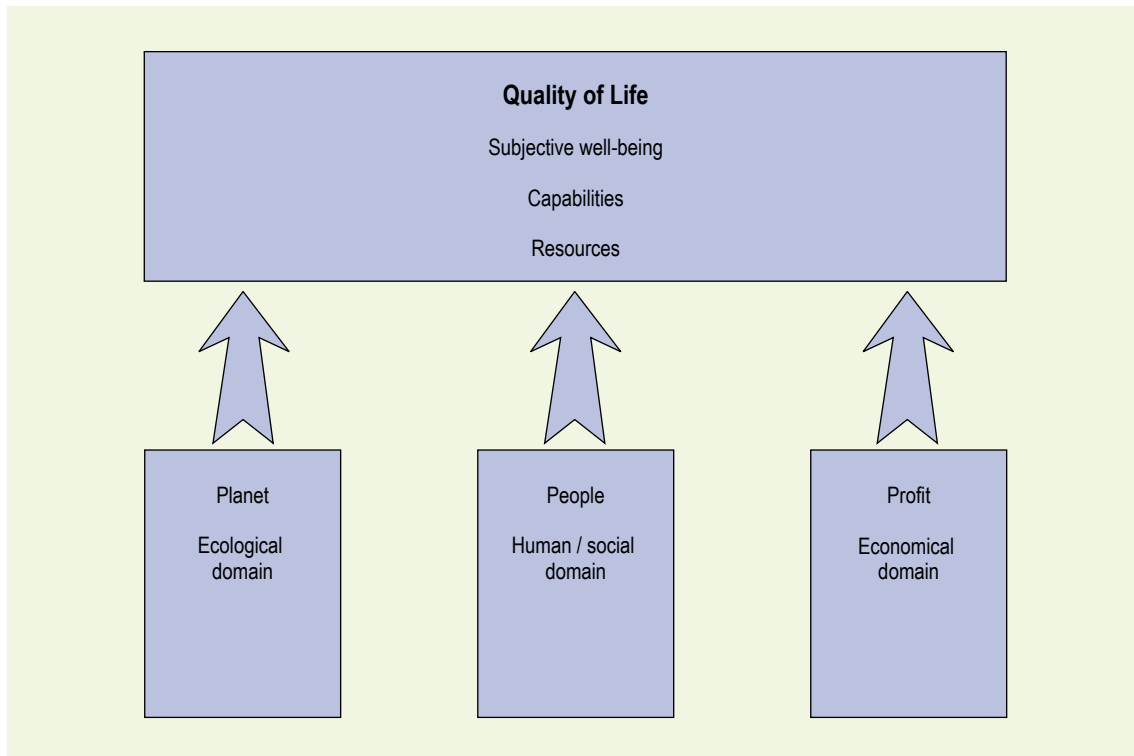 Quality of Life
Subjective well-being
Capabilities
Resources
Planet
Ecological
domain
People
Human / social
domain
Profit
Economical
domain